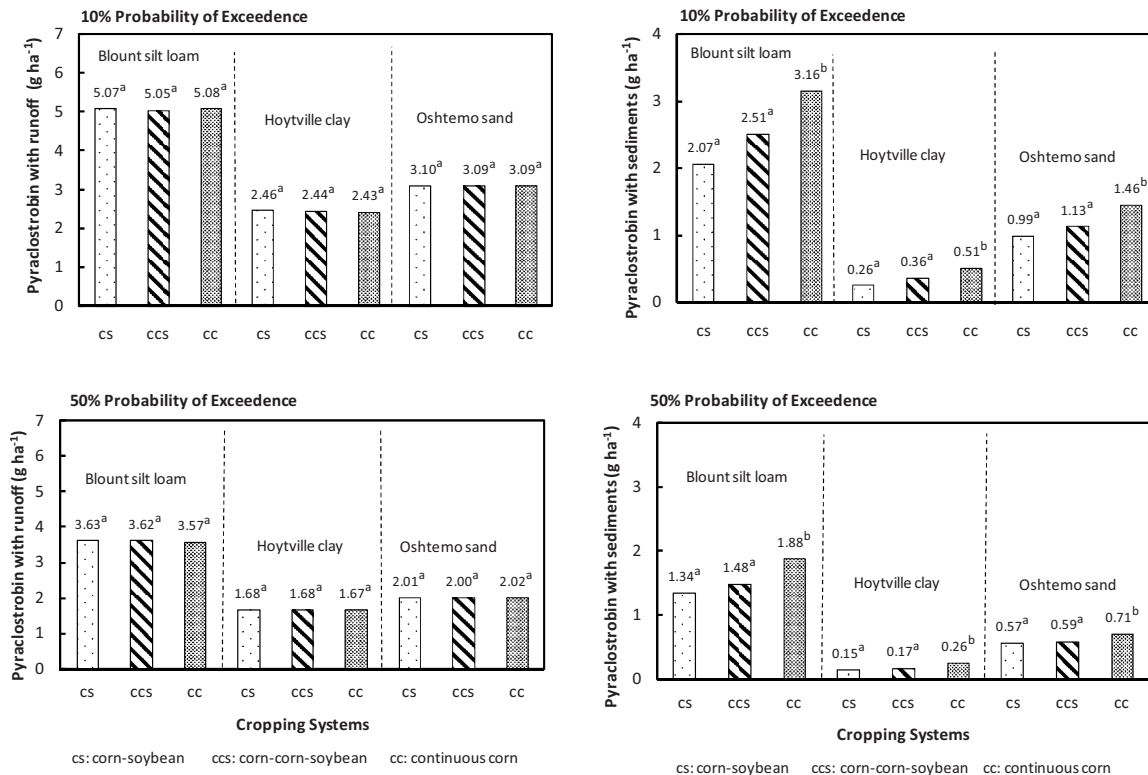 10% Probability of Exceedence
Pyraclostrobin with runoff (g ha⁻¹)
7
6
5
4
3
2
1
0
Blount silt loam
5.07ᵃ 5.05ᵃ 5.08ᵃ
Hoytville clay
2.46ᵃ 2.44ᵃ 2.43ᵃ
Oshtemo sand
3.10ᵃ 3.09ᵃ 3.09ᵃ
cs ccs cc cs ccs cc cs ccs cc
10% Probability of Exceedence
Pyraclostrobin with sediments (g ha⁻¹)
4
3
2
1
0
Blount silt loam
2.07ᵃ 2.51ᵃ 3.16ᵇ
Hoytville clay
0.26ᵃ 0.36ᵃ 0.51ᵇ
Oshtemo sand
0.99ᵃ 1.13ᵃ 1.46ᵇ
cs ccs cc cs ccs cc cs ccs cc
50% Probability of Exceedence
Pyraclostrobin with runoff (g ha⁻¹)
7
6
5
4
3
2
1
0
Blount silt loam
3.63ᵃ 3.62ᵃ 3.57ᵃ
Hoytville clay
1.68ᵃ 1.68ᵃ 1.67ᵃ
Oshtemo sand
2.01ᵃ 2.00ᵃ 2.02ᵃ
cs ccs cc cs ccs cc cs ccs cc
Cropping Systems
cs: corn-soybean ccs: corn-corn-soybean cc: continuous corn
50% Probability of Exceedence
Pyraclostrobin with sediments (g ha⁻¹)
4
3
2
1
0
Blount silt loam
1.34ᵃ 1.48ᵃ 1.88ᵇ
Hoytville clay
0.15ᵃ 0.17ᵃ 0.26ᵇ
Oshtemo sand
0.57ᵃ 0.59ᵃ 0.71ᵇ
cs ccs cc cs ccs cc cs ccs cc
Cropping Systems
cs: corn-soybean ccs: corn-corn-soybean cc: continuous corn